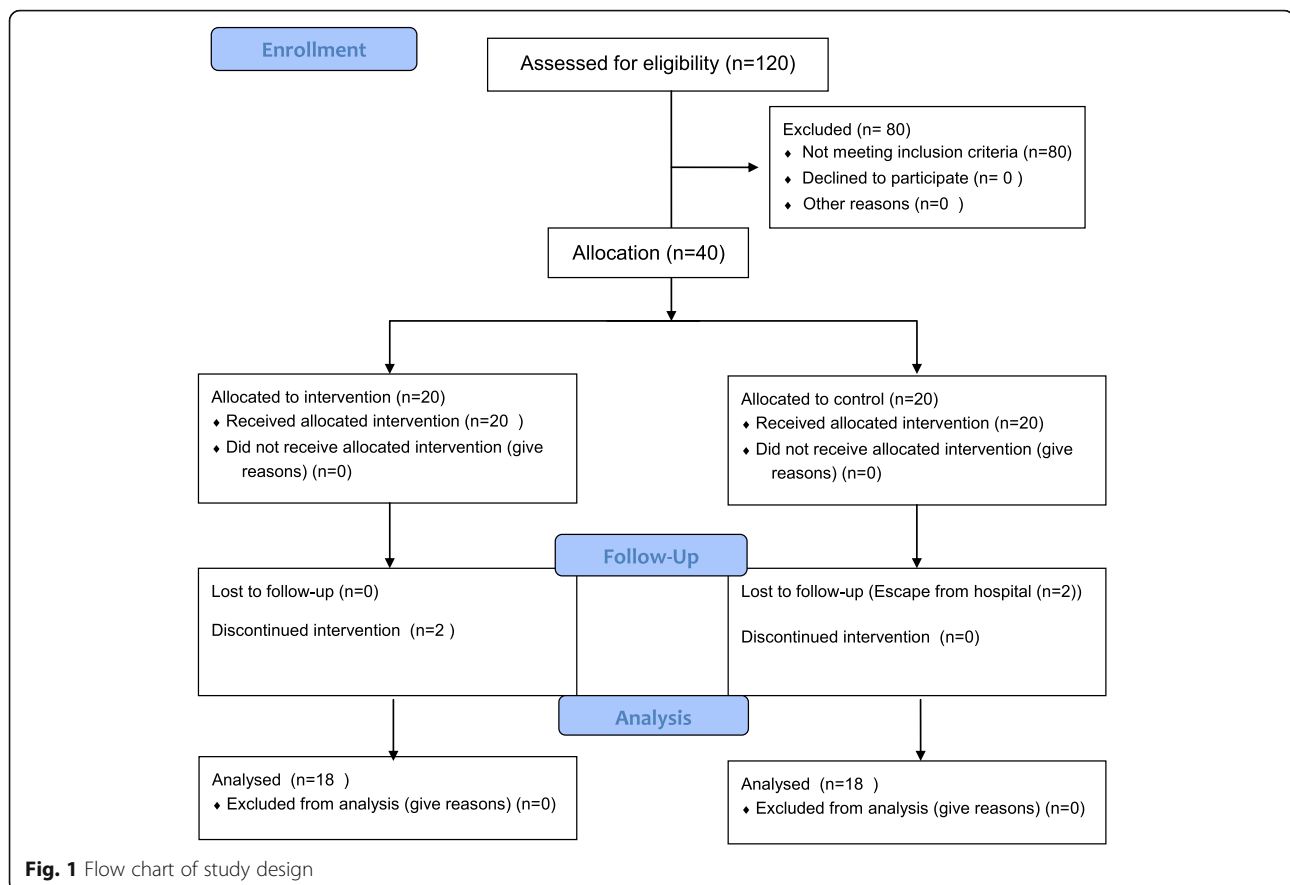 Enrollment
Assessed for eligibility (n=120)
Excluded (n= 80)
♦ Not meeting inclusion criteria (n=80)
♦ Declined to participate (n= 0 )
♦ Other reasons (n=0 )
Allocation (n=40)
Allocated to intervention (n=20)
♦ Received allocated intervention (n=20 )
♦ Did not receive allocated intervention (give
reasons) (n=0)
Allocated to control (n=20)
♦ Received allocated intervention (n=20)
♦ Did not receive allocated intervention (give
reasons) (n=0)
Follow-Up
Lost to follow-up (n=0)
Discontinued intervention (n=2 )
Lost to follow-up (Escape from hospital (n=2))
Discontinued intervention (n=0)
Analysis
Analysed (n=18 )
♦ Excluded from analysis (give reasons) (n=0)
Analysed (n=18 )
♦ Excluded from analysis (give reasons) (n=0)
Fig. 1 Flow chart of study design